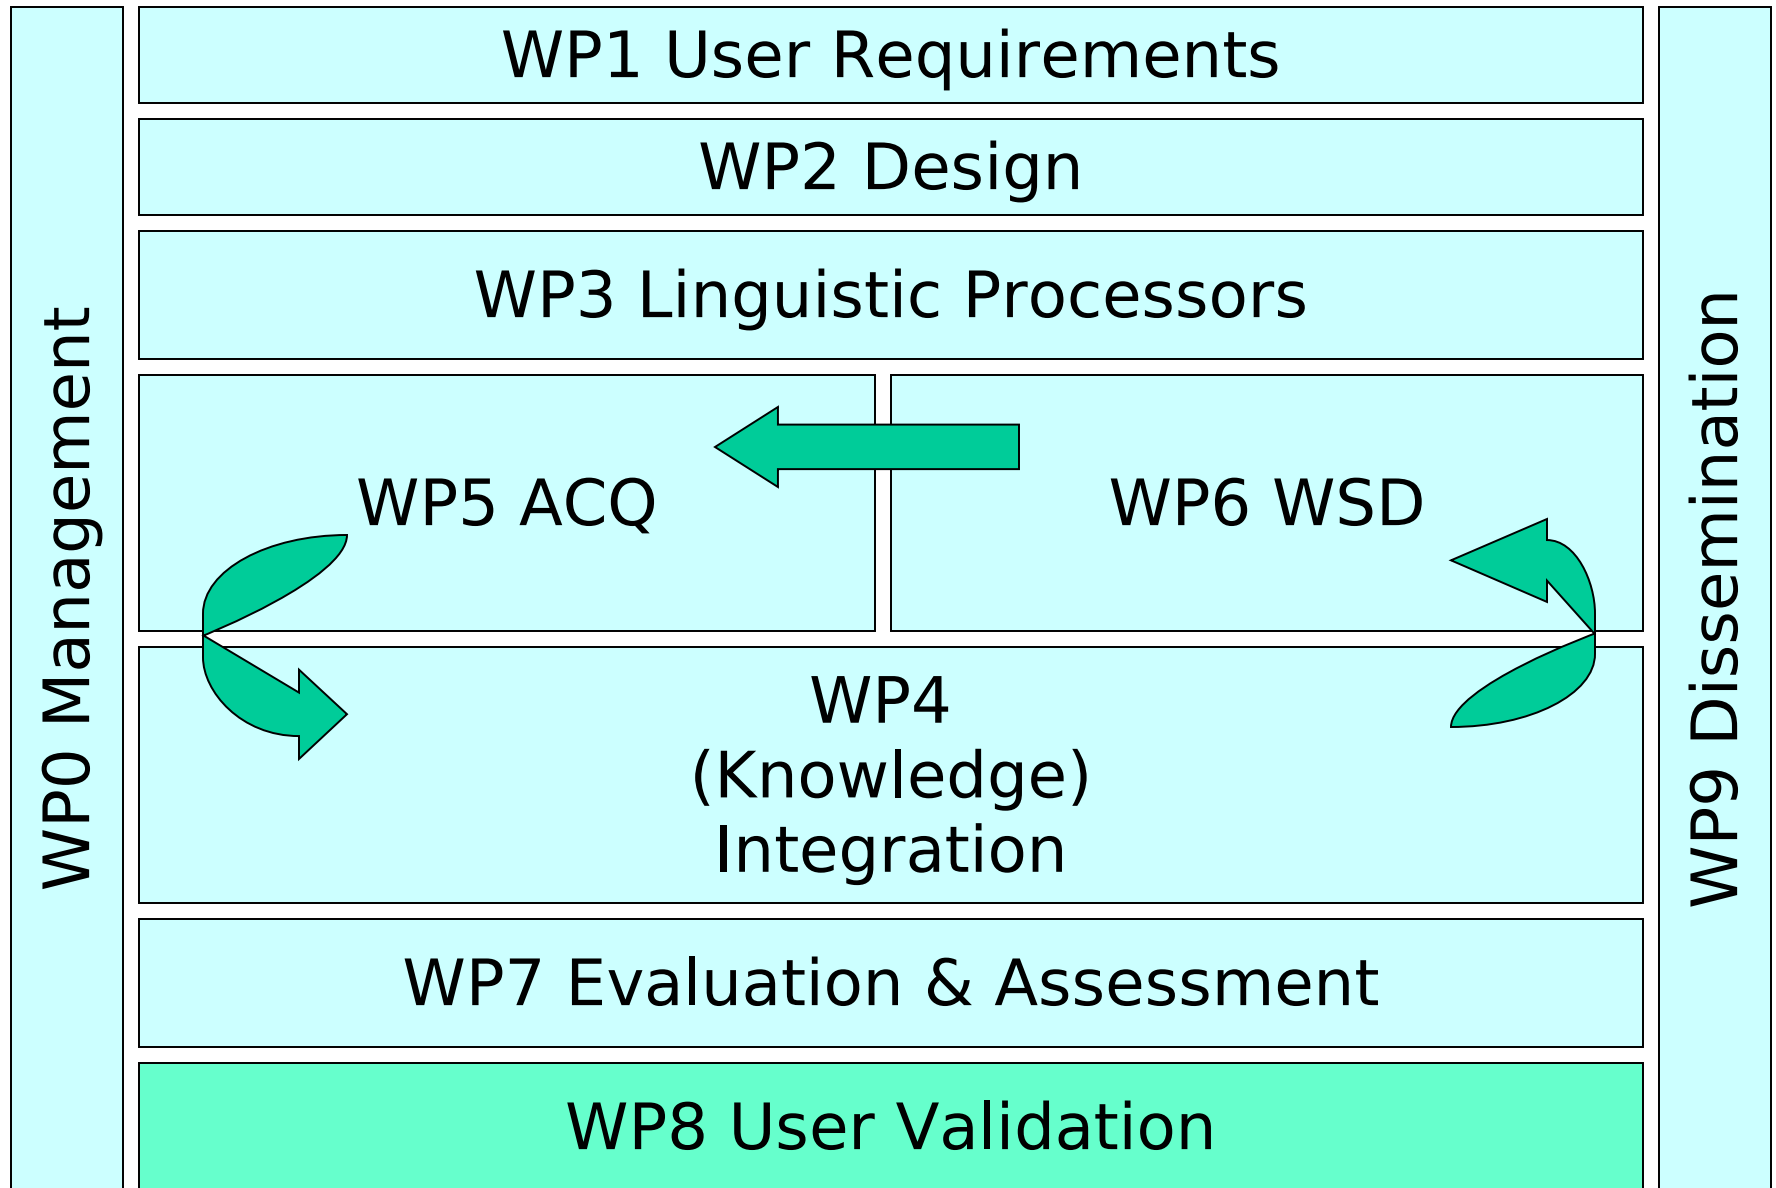 WP0 Management
WP1 User Requirements
WP2 Design
WP3 Linguistic Processors
WP5 ACQ
WP6 WSD
WP4
(Knowledge)
Integration
WP7 Evaluation & Assessment
WP8 User Validation
WP9 Dissemination